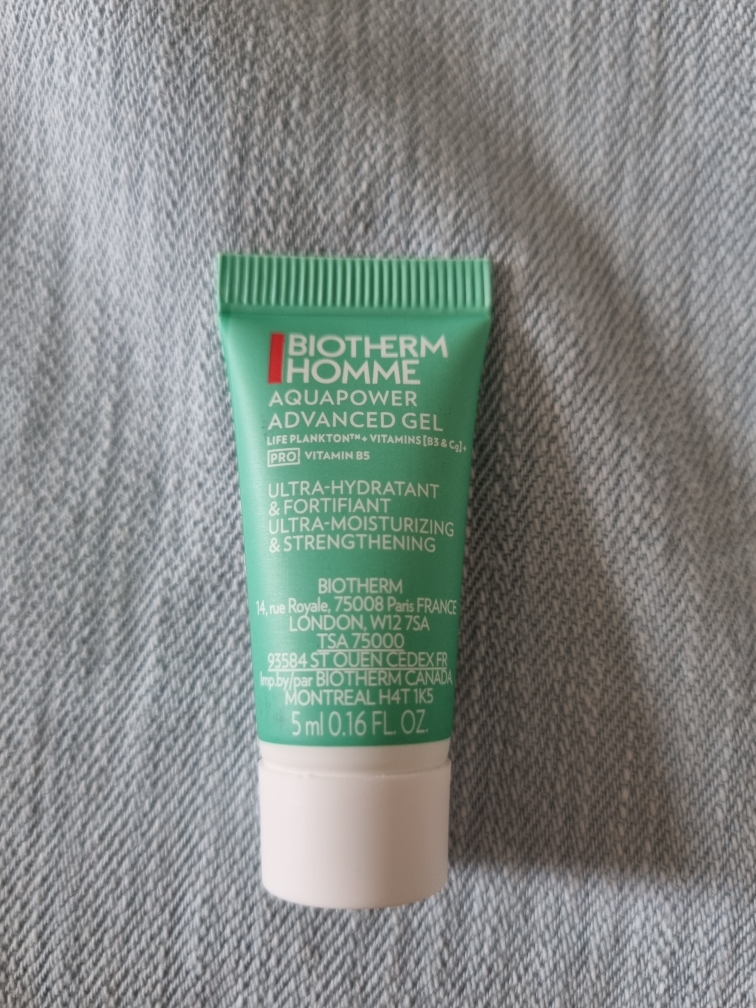 BIOTHERM
HOMME
AQUAPOWER
ADVANCED GEL
LIFE PLANKTON™ + VITAMINS [B3 & Cg] +
PRO VITAMIN B5
ULTRA-HYDRATANT
& FORTIFIANT
ULTRA-MOISTURIZING
& STRENGTHENING
BIOTHERM
14, rue Royale, 75008 Paris FRANCE
LONDON, W12 7SA
TSA 75000
93584 ST OUEN CEDEX FR
Imp.by/par BIOTHERM CANADA
MONTREAL H4T 1K5
5 ml 0.16 FL. OZ.